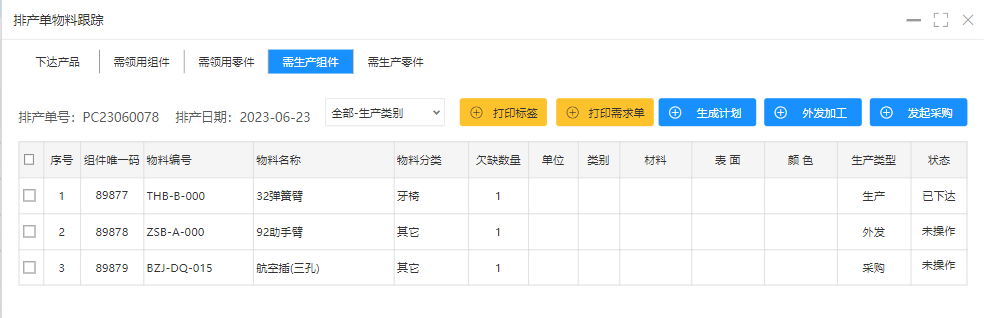 排产单物料跟踪
下达产品 需领用组件 需领用零件 需生产组件 需生产零件
排产单号：PC23060078 排产日期：2023-06-23 全部-生产类别 打印标签 打印需求单 生成计划 外发加工 发起采购
序号 组件唯一码 物料编号 物料名称 物料分类 欠缺数量 单位 类别 材料 表 面 颜 色 生产类型 状态
1 89877 THB-B-000 32弹簧臂 牙椅 1 生产 已下达
2 89878 ZSB-A-000 92助手臂 其它 1 外发 未操作
3 89879 BZJ-DQ-015 航空插(三孔) 其它 1 采购 未操作